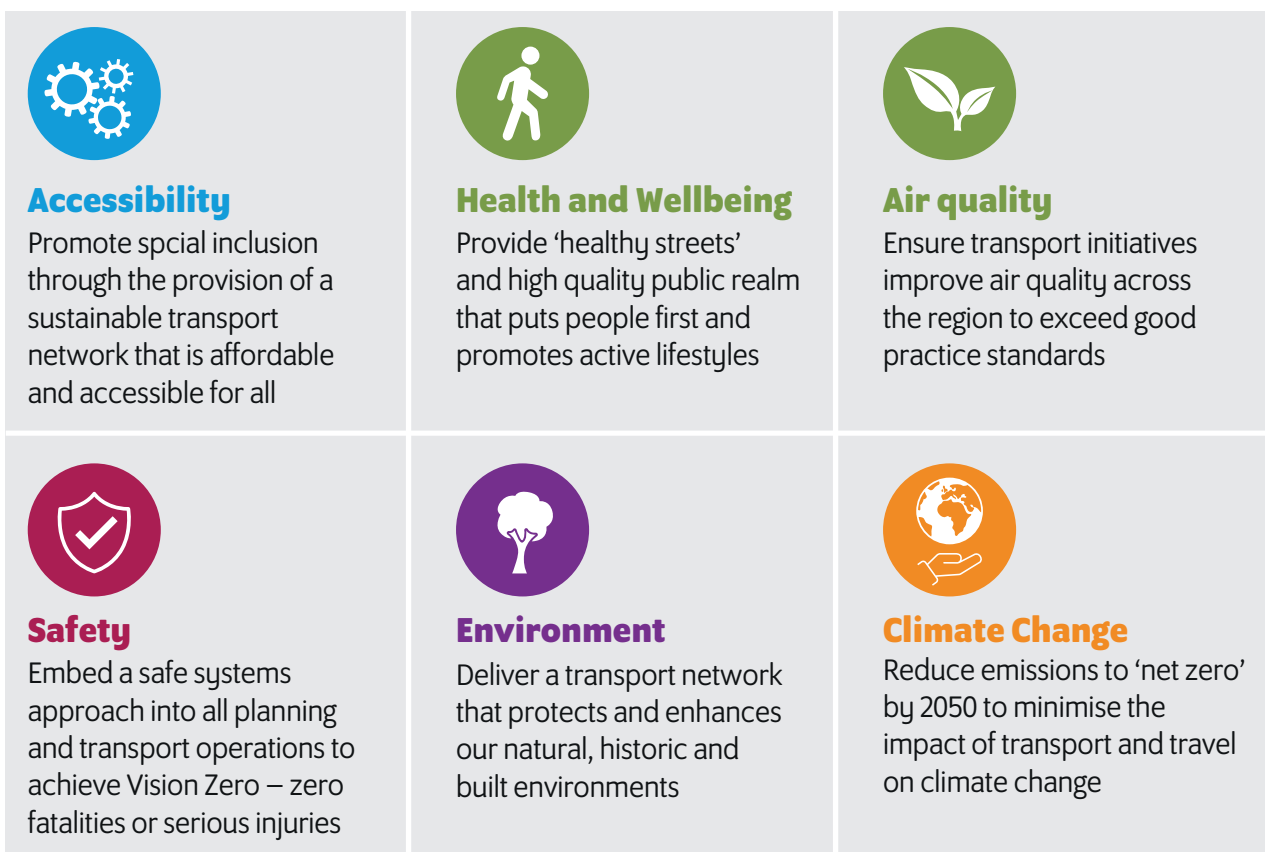 Accessibility
Promote spcial inclusion
through the provision of a
sustainable transport
network that is affordable
and accessible for all
Health and Wellbeing
Provide ‘healthy streets’
and high quality public realm
that puts people first and
promotes active lifestyles
Air quality
Ensure transport initiatives
improve air quality across
the region to exceed good
practice standards
Safety
Embed a safe systems
approach into all planning
and transport operations to
achieve Vision Zero – zero
fatalities or serious injuries
Environment
Deliver a transport network
that protects and enhances
our natural, historic and
built environments
Climate Change
Reduce emissions to ‘net zero’
by 2050 to minimise the
impact of transport and travel
on climate change